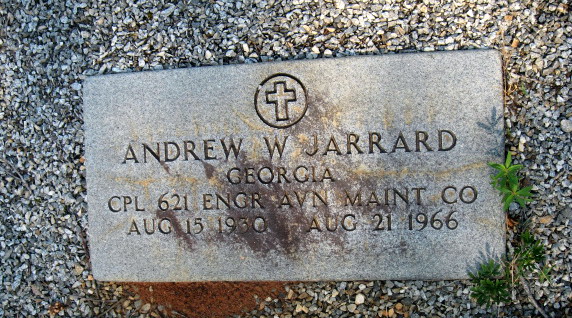 ANDREW W JARRARD
GEORGIA
CPL 621 ENGR AVN MAINT CO
AUG 15 1930 AUG 21 1966